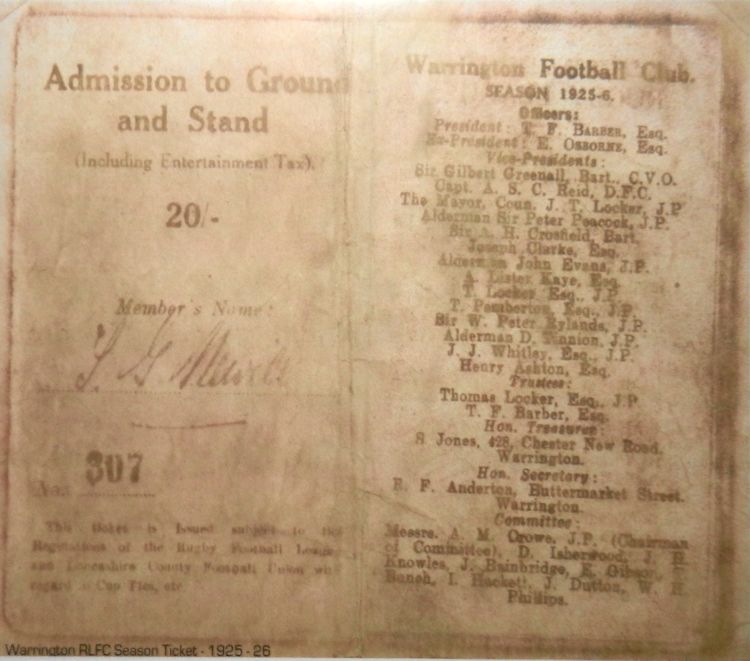 Admission to Ground
and Stand
(Including Entertainment Tax).
20/-
Member's Name:
No. 307
This ticket is issued subject to the
Regulations of the Rugby Football League
and Lancashire County Football Union with
regard to Cup Ties, etc.
Warrington Football Club.
SEASON 1925-6.
Officers:
President: T. F. BARBER, Esq.
Ex-President: E. OSBORNE, Esq.
Vice-Presidents:
Sir Gilbert Greenall, Bart., C.V.O.
Capt. A. S. C. Reid, D.F.C.
The Mayor, Coun. J. T. Locker, J.P.
Alderman Sir Peter Peacock, J.P.
Sir A. H. Crosfield, Bart.
Joseph Clarke, Esq.
Alderman John Evans, J.P.
A. Lister Kaye, Esq.
T. Locker, Esq., J.P.
T. Pemberton, Esq., J.P.
Sir W. Peter Rylands, J.P.
Alderman D. Tinnion, J.P.
J. J. Whitley, Esq., J.P.
Henry Ashton, Esq.
Trustees:
Thomas Locker, Esq., J.P.
T. F. Barber, Esq.
Hon. Treasurer:
S Jones, 428, Chester New Road,
Warrington.
Hon. Secretary:
F. Anderton, Buttermarket Street,
Warrington.
Committee:
Messrs. A. M. Crowe, J.P. (Chairman
of Committee), D. Isherwood, J. H.
Knowles, J. Bainbridge, E. Gibson,
I. Hackett, J. Dutton, W. H.
Phillips.
Warrington RLFC Season Ticket - 1925 - 26